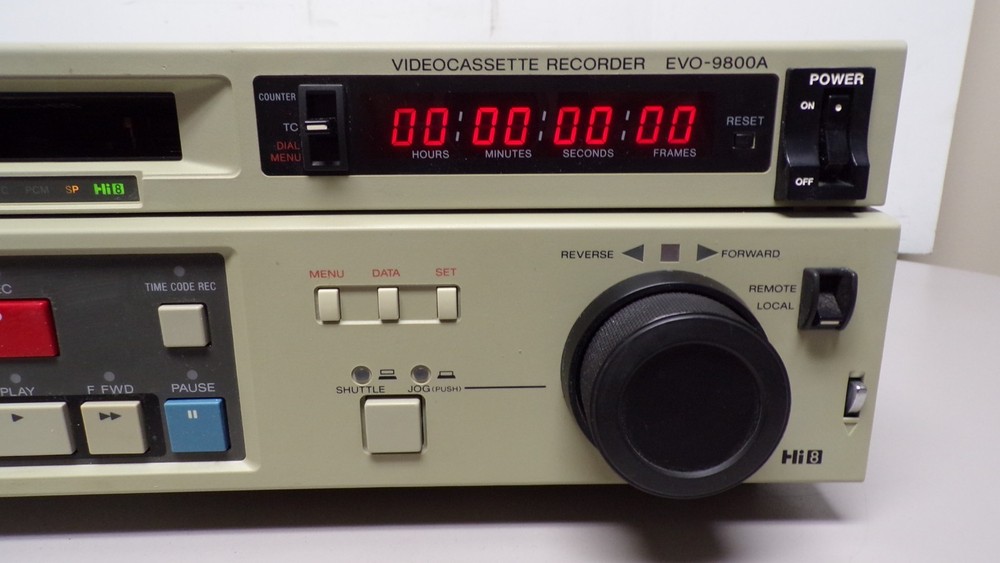 VIDEOCASSETTE RECORDER EVO-9800A
POWER
ON
OFF
COUNTER
TC
DIAL
MENU
00:00:00:00
HOURS MINUTES SECONDS FRAMES
RESET
C PCM SP Hi8
REVERSE FORWARD
MENU DATA SET
REMOTE
LOCAL
EC
TIME CODE REC
PLAY F FWD PAUSE
SHUTTLE JOG (PUSH)
Hi8